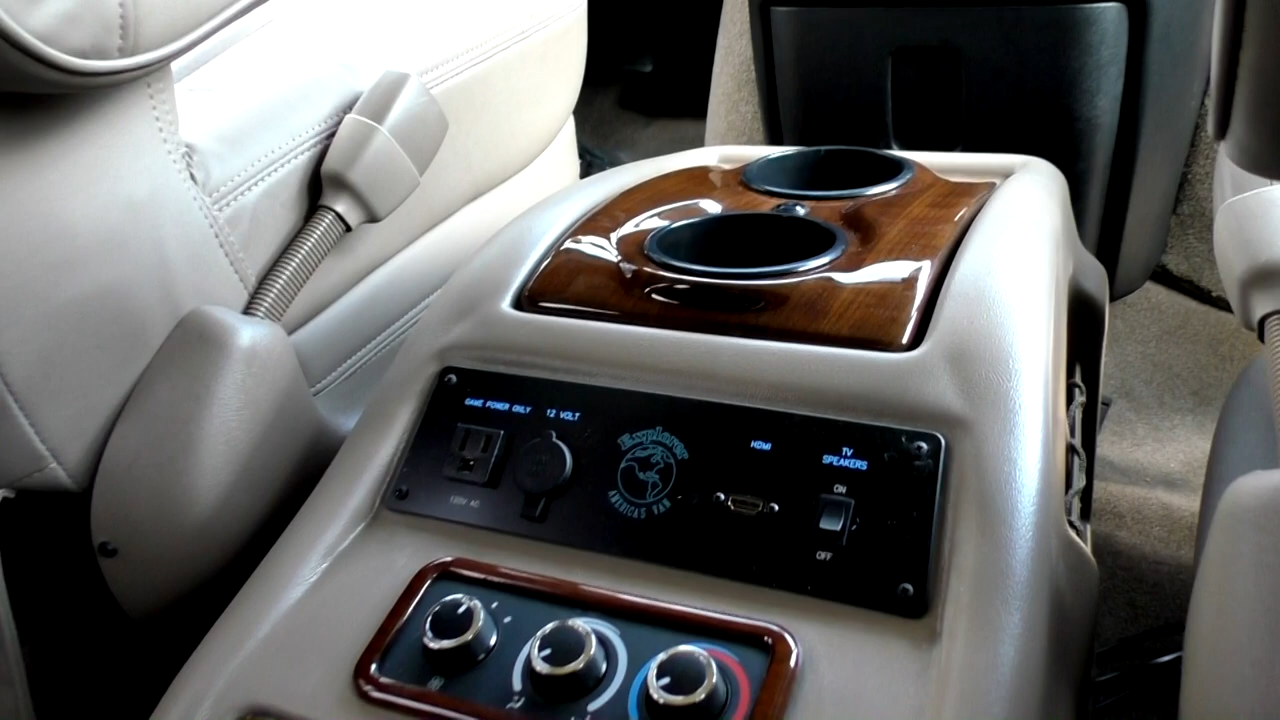 GAME POWER ONLY
12 VOLT
120V AC
Explorer
AMERICA'S VAN
HDMI
TV
SPEAKERS
ON
OFF